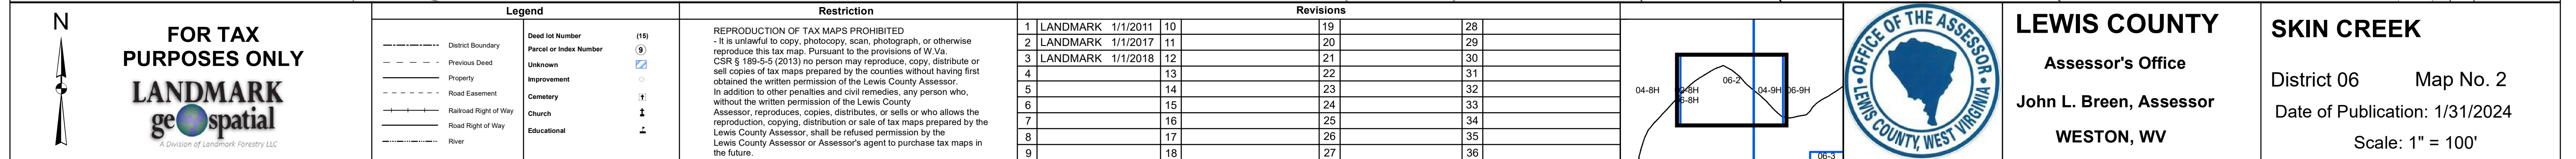 N
FOR TAX
PURPOSES ONLY
LANDMARK
geospatial
A Division of Landmark Forestry LLC
Legend
District Boundary
Previous Deed
Property
Road Easement
Railroad Right of Way
Road Right of Way
River
Deed lot Number (15)
Parcel or Index Number 9
Unknown
Improvement
Cemetery
Church
Educational
Restriction
REPRODUCTION OF TAX MAPS PROHIBITED
- It is unlawful to copy, photocopy, scan, photograph, or otherwise
reproduce this tax map. Pursuant to the provisions of W.Va.
CSR § 189-5-5 (2013) no person may reproduce, copy, distribute or
sell copies of tax maps prepared by the counties without having first
obtained the written permission of the Lewis County Assessor.
In addition to other penalties and civil remedies, any person who,
without the written permission of the Lewis County
Assessor, reproduces, copies, distributes, or sells or who allows the
reproduction, copying, distribution or sale of tax maps prepared by the
Lewis County Assessor, shall be refused permission by the
Lewis County Assessor or Assessor's agent to purchase tax maps in
the future.
Revisions
1 LANDMARK 1/1/2011 10 19 28
2 LANDMARK 1/1/2017 11 20 29
3 LANDMARK 1/1/2018 12 21 30
4 13 22 31
5 14 23 32
6 15 24 33
7 16 25 34
8 17 26 35
9 18 27 36
06-2
04-8H
04-9H 06-9H
06-3
OFFICE OF THE ASSESSOR
LEWIS COUNTY, WEST VIRGINIA
LEWIS COUNTY
Assessor's Office
John L. Breen, Assessor
WESTON, WV
SKIN CREEK
District 06 Map No. 2
Date of Publication: 1/31/2024
Scale: 1" = 100'